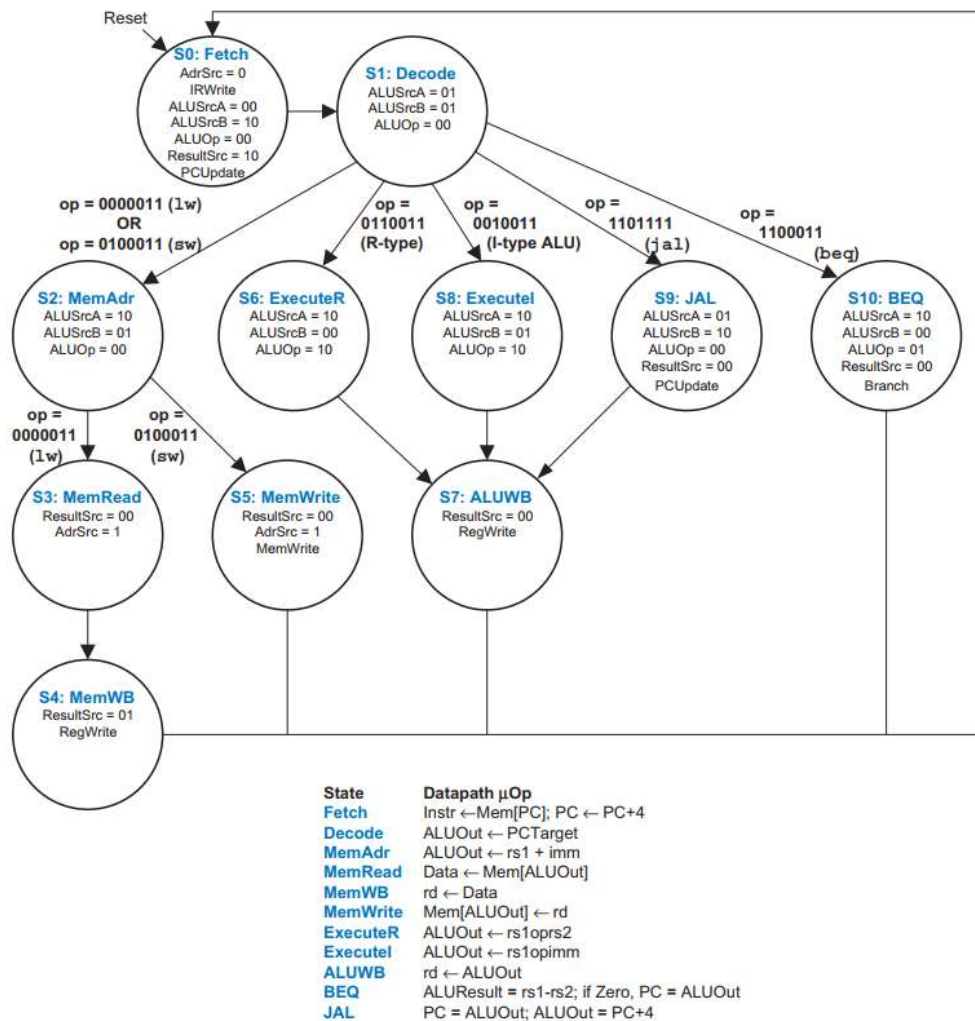 Reset
S0: Fetch
AdrSrc = 0
IRWrite
ALUSrcA = 00
ALUSrcB = 10
ALUOp = 00
ResultSrc = 10
PCUpdate
S1: Decode
ALUSrcA = 01
ALUSrcB = 01
ALUOp = 00
op = 0000011 (lw)
OR
op = 0100011 (sw)
op =
0110011
(R-type)
op =
0010011
(I-type ALU)
op =
1101111
(jal)
op =
1100011
(beq)
S2: MemAdr
ALUSrcA = 10
ALUSrcB = 01
ALUOp = 00
S6: ExecuteR
ALUSrcA = 10
ALUSrcB = 00
ALUOp = 10
S8: ExecuteI
ALUSrcA = 10
ALUSrcB = 01
ALUOp = 10
S9: JAL
ALUSrcA = 01
ALUSrcB = 10
ALUOp = 00
ResultSrc = 00
PCUpdate
S10: BEQ
ALUSrcA = 10
ALUSrcB = 00
ALUOp = 01
ResultSrc = 00
Branch
op =
0000011
(lw)
op =
0100011
(sw)
S3: MemRead
ResultSrc = 00
AdrSrc = 1
S5: MemWrite
ResultSrc = 00
AdrSrc = 1
MemWrite
S7: ALUWB
ResultSrc = 00
RegWrite
S4: MemWB
ResultSrc = 01
RegWrite
State Datapath µOp
Fetch Instr ←Mem[PC]; PC ← PC+4
Decode ALUOut ← PCTarget
MemAdr ALUOut ← rs1 + imm
MemRead Data ← Mem[ALUOut]
MemWB rd ← Data
MemWrite Mem[ALUOut] ← rd
ExecuteR ALUOut ← rs1oprs2
ExecuteI ALUOut ← rs1opimm
ALUWB rd ← ALUOut
BEQ ALUResult = rs1-rs2; if Zero, PC = ALUOut
JAL PC = ALUOut; ALUOut = PC+4